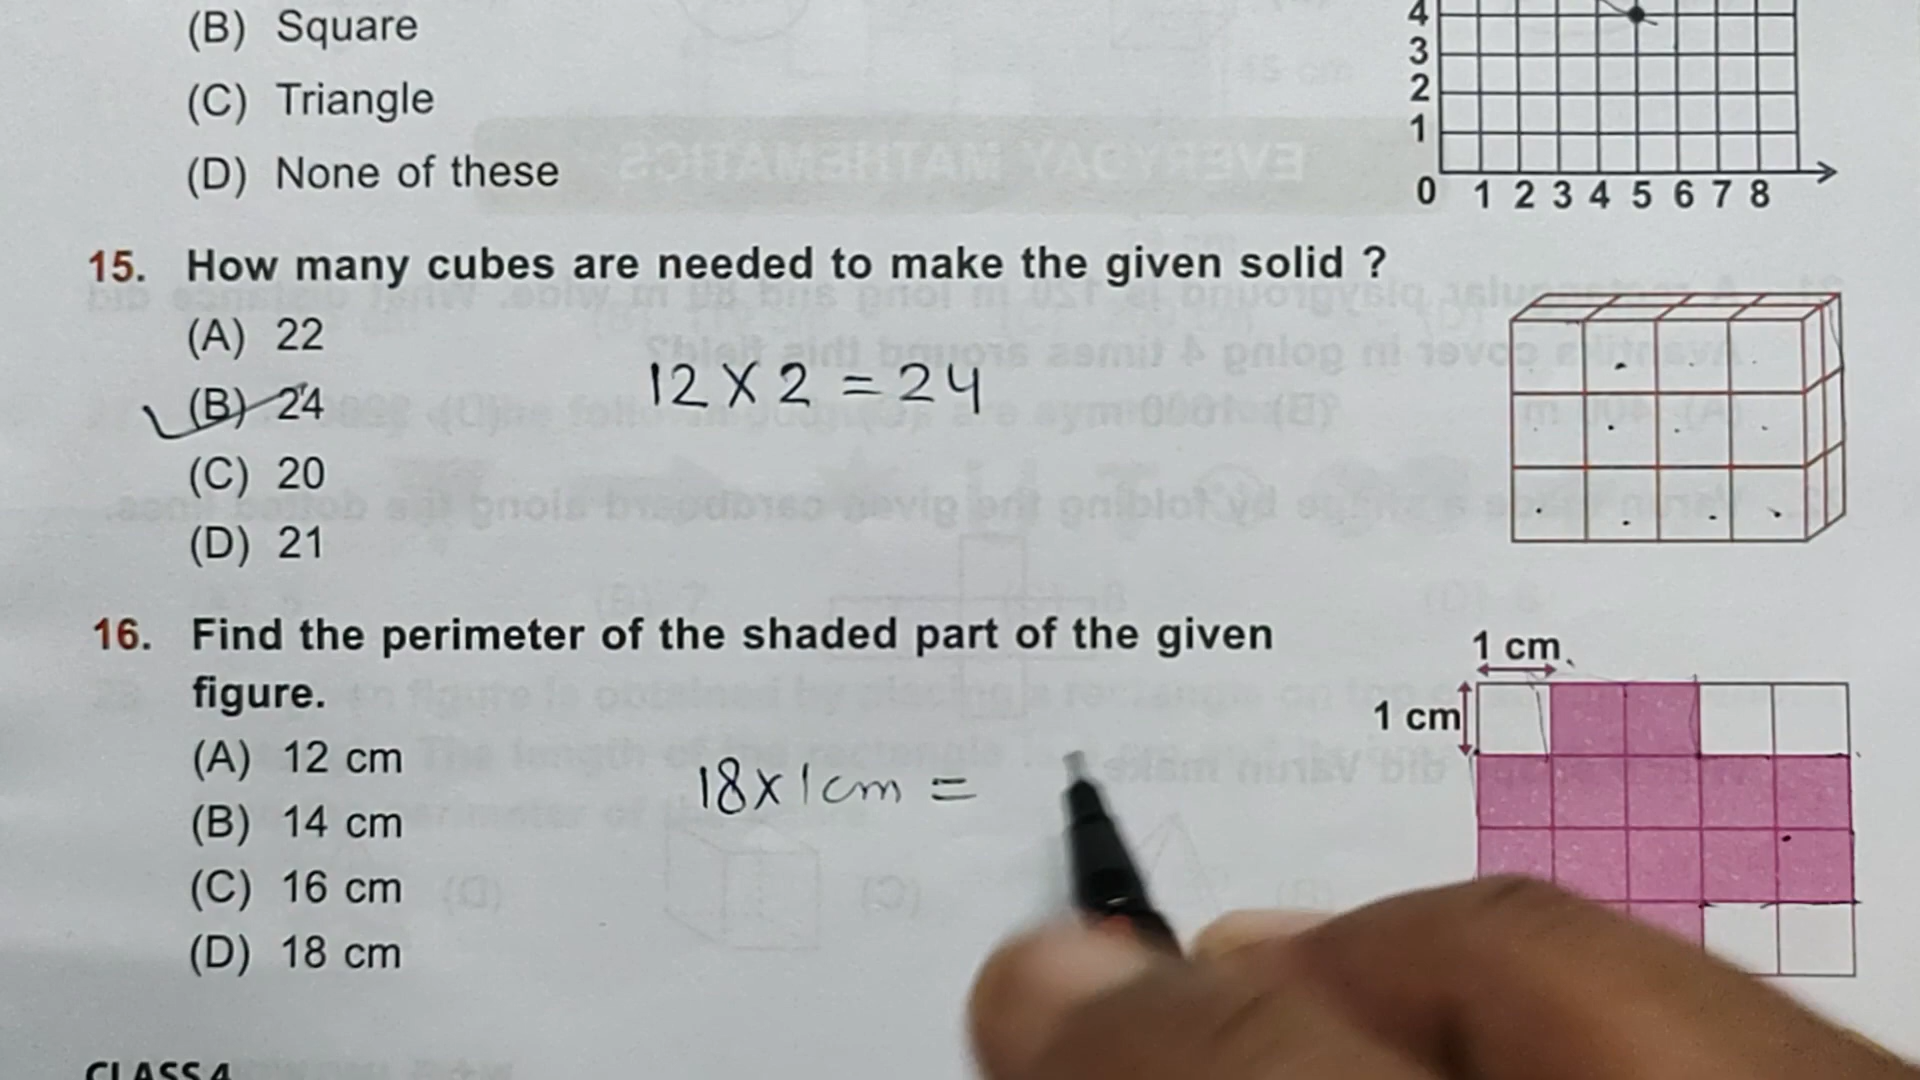 (B) Square
(C) Triangle
(D) None of these
4
3
2
1
0 1 2 3 4 5 6 7 8
15. How many cubes are needed to make the given solid ?
(A) 22
(B) 24
(C) 20
(D) 21
12 X 2 = 24
16. Find the perimeter of the shaded part of the given
figure.
(A) 12 cm
(B) 14 cm
(C) 16 cm
(D) 18 cm
18 x 1 cm =
1 cm
1 cm
CLASS 4